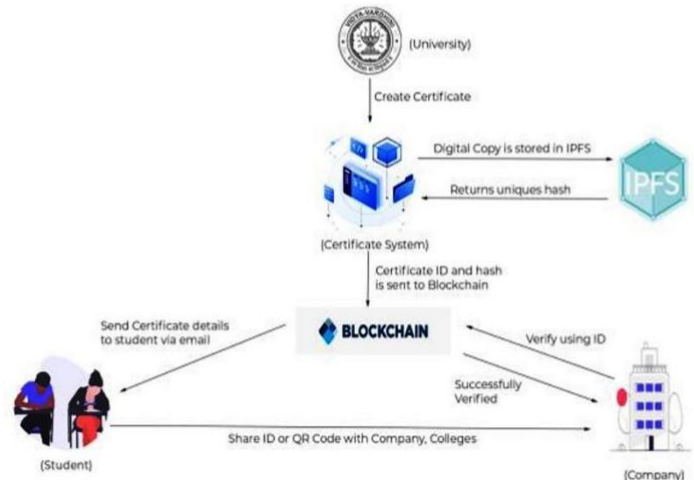 VIDYA-VARDHINI
(University)
Create Certificate
Digital Copy is stored in IPFS
IPFS
Returns uniques hash
(Certificate System)
Certificate ID and hash
is sent to Blockchain
BLOCKCHAIN
Send Certificate details
to student via email
Verify using ID
Successfully
Verified
Share ID or QR Code with Company, Colleges
(Student)
(Company)